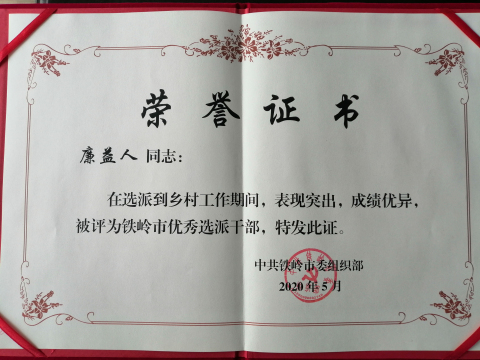 荣誉证书
廉益人 同志：
在选派到乡村工作期间，表现突出，成绩优异，
被评为铁岭市优秀选派干部，特发此证。
中共铁岭市委组织部
2020年5月